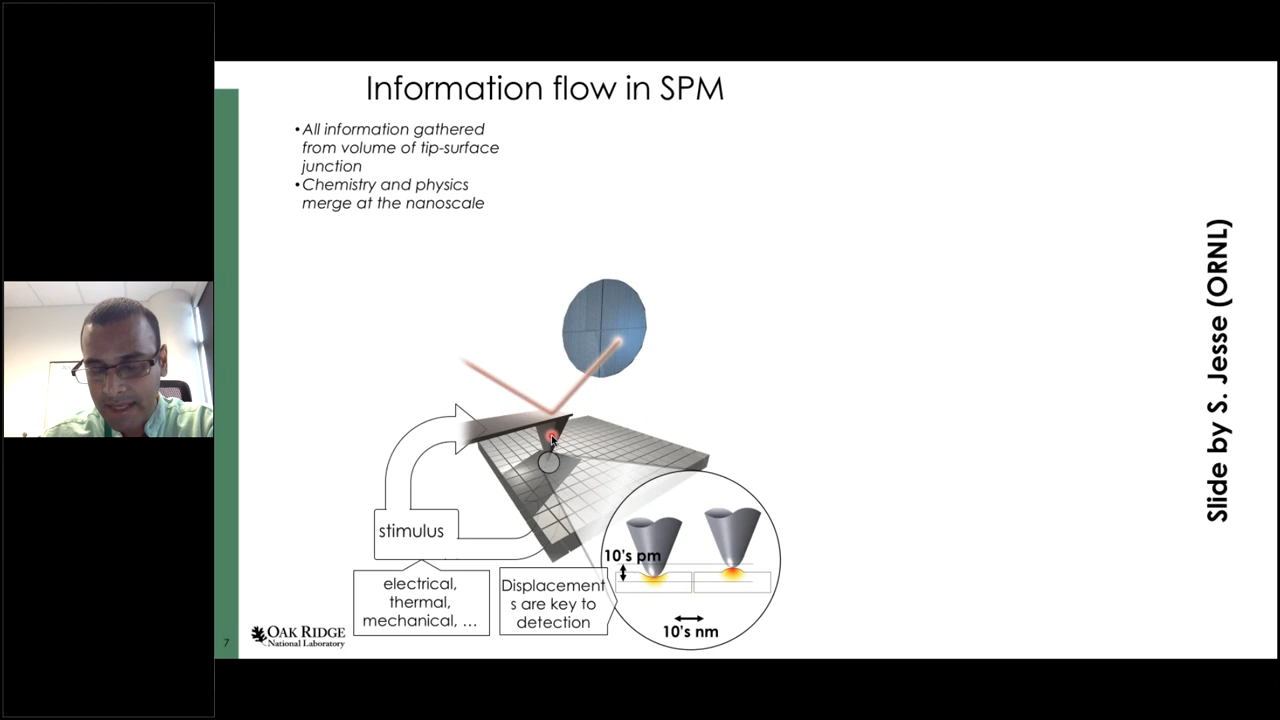 Information flow in SPM
•All information gathered
from volume of tip-surface
junction
•Chemistry and physics
merge at the nanoscale
stimulus
electrical,
thermal,
mechanical, ...
Displacement
s are key to
detection
10's pm
10's nm
Slide by S. Jesse (ORNL)
7
OAK RIDGE
National Laboratory